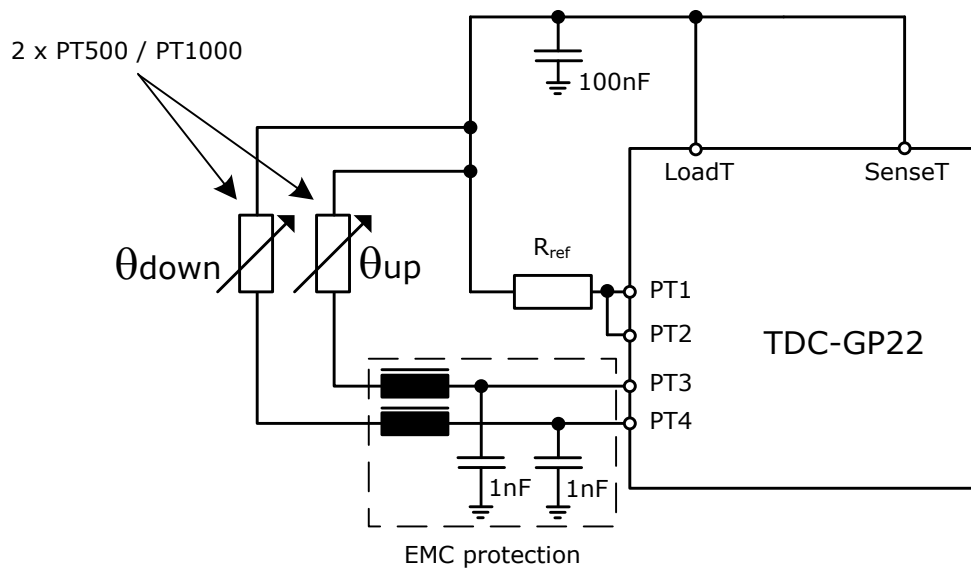 2 x PT500 / PT1000
100nF
LoadT
SenseT
θdown
θup
Rref
PT1
PT2
TDC-GP22
PT3
PT4
1nF
1nF
EMC protection